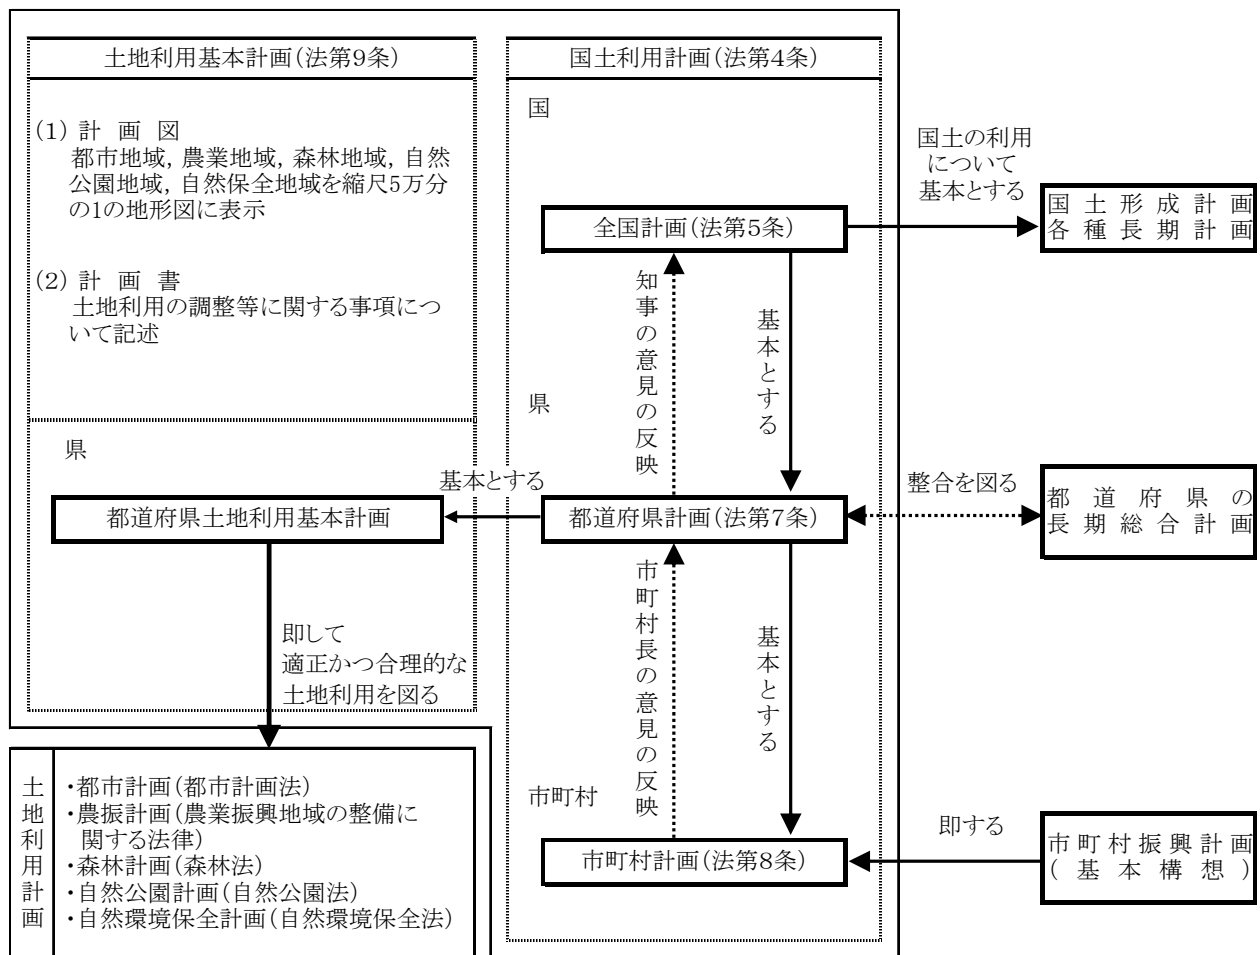 土地利用基本計画(法第9条)
(1) 計 画 図
都市地域, 農業地域, 森林地域, 自然
公園地域, 自然保全地域を縮尺5万分
の1の地形図に表示
(2) 計 画 書
土地利用の調整等に関する事項につ
いて記述
県
都道府県土地利用基本計画
即して
適正かつ合理的な
土地利用を図る
土地利用計画
・都市計画(都市計画法)
・農振計画(農業振興地域の整備に
関する法律)
・森林計画(森林法)
・自然公園計画(自然公園法)
・自然環境保全計画(自然環境保全法)
基本とする
国土利用計画(法第4条)
国
全国計画(法第5条)
知事の意見の反映
基本とする
県
都道府県計画(法第7条)
市町村長の意見の反映
基本とする
市町村
市町村計画(法第8条)
国土の利用
について
基本とする
国土形成計画
各種長期計画
整合を図る
都道府県の
長期総合計画
即する
市町村振興計画
(基本構想)